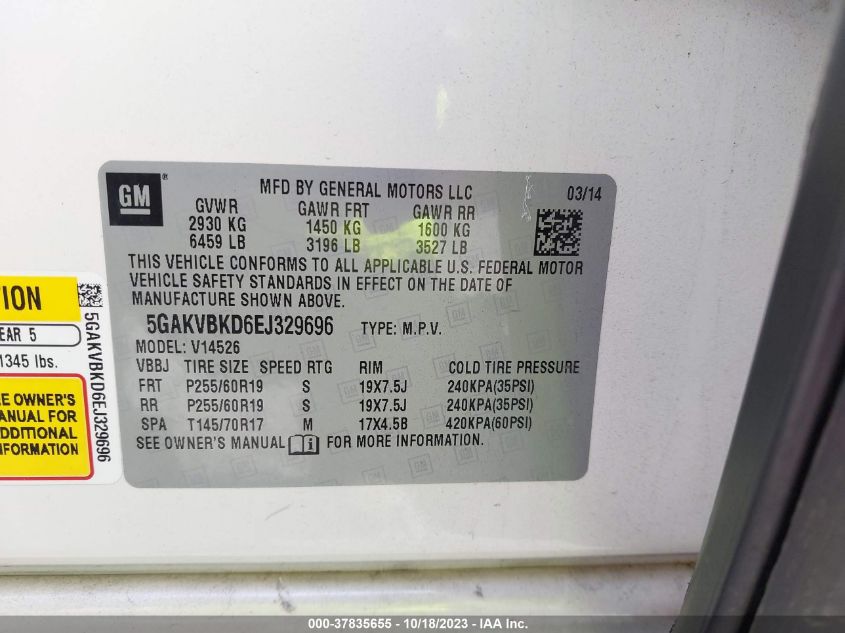 GM ® MFD BY GENERAL MOTORS LLC 03/14
GVWR GAWR FRT GAWR RR
2930 KG 1450 KG 1600 KG
6459 LB 3196 LB 3527 LB
THIS VEHICLE CONFORMS TO ALL APPLICABLE U.S. FEDERAL MOTOR
VEHICLE SAFETY STANDARDS IN EFFECT ON THE DATE OF
MANUFACTURE SHOWN ABOVE.
5GAKVBKD6EJ329696 TYPE: M.P.V.
MODEL: V14526
VBBJ TIRE SIZE SPEED RTG RIM COLD TIRE PRESSURE
FRT P255/60R19 S 19X7.5J 240KPA(35PSI)
RR P255/60R19 S 19X7.5J 240KPA(35PSI)
SPA T145/70R17 M 17X4.5B 420KPA(60PSI)
SEE OWNER'S MANUAL FOR MORE INFORMATION.
TION
EAR 5
1345 lbs.
E OWNER'S
ANUAL FOR
DDITIONAL
NFORMATION
5GAKVBKD6EJ329696
000-37835655 - 10/18/2023 - IAA Inc.